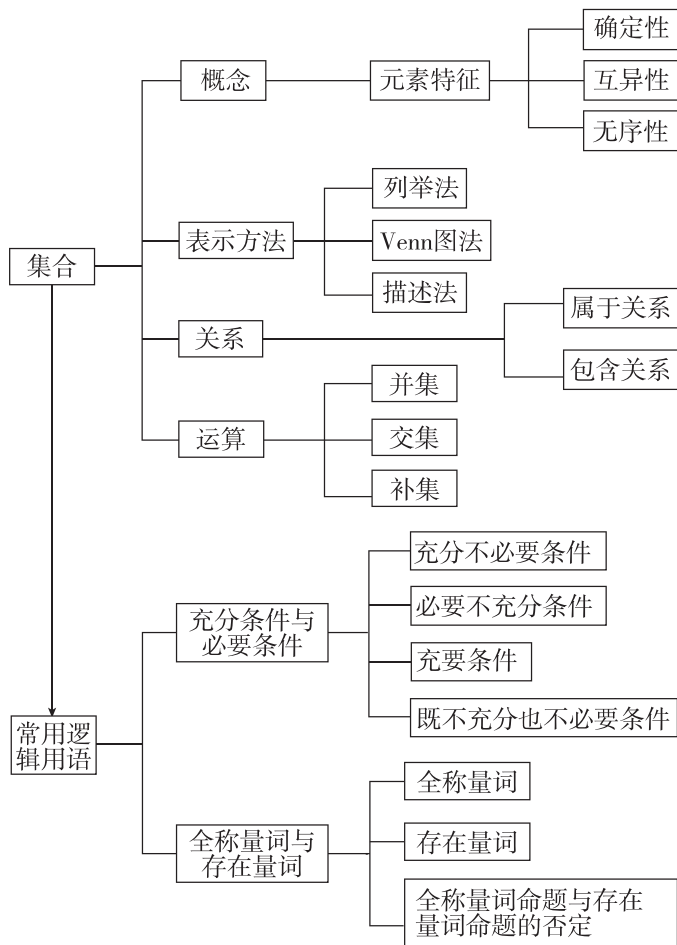 确定性
概念
元素特征
互异性
无序性
列举法
表示方法
Venn图法
描述法
集合
属于关系
关系
包含关系
并集
运算
交集
补集
充分不必要条件
充分条件与
必要条件
必要不充分条件
充要条件
既不充分也不必要条件
常用逻
辑用语
全称量词
全称量词与
存在量词
存在量词
全称量词命题与存在
量词命题的否定